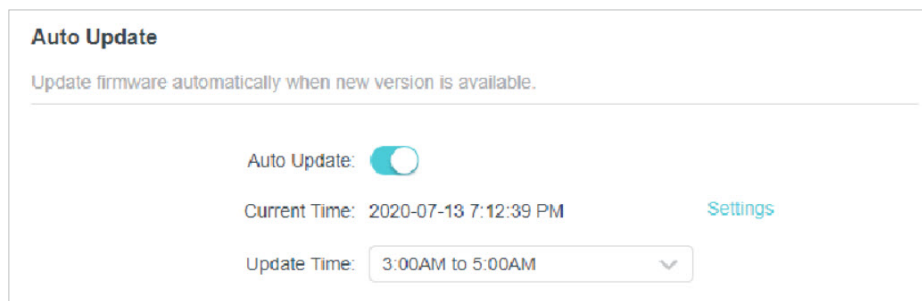 Auto Update
Update firmware automatically when new version is available.
Auto Update:
Current Time: 2020-07-13 7:12:39 PM Settings
Update Time: 3:00AM to 5:00AM